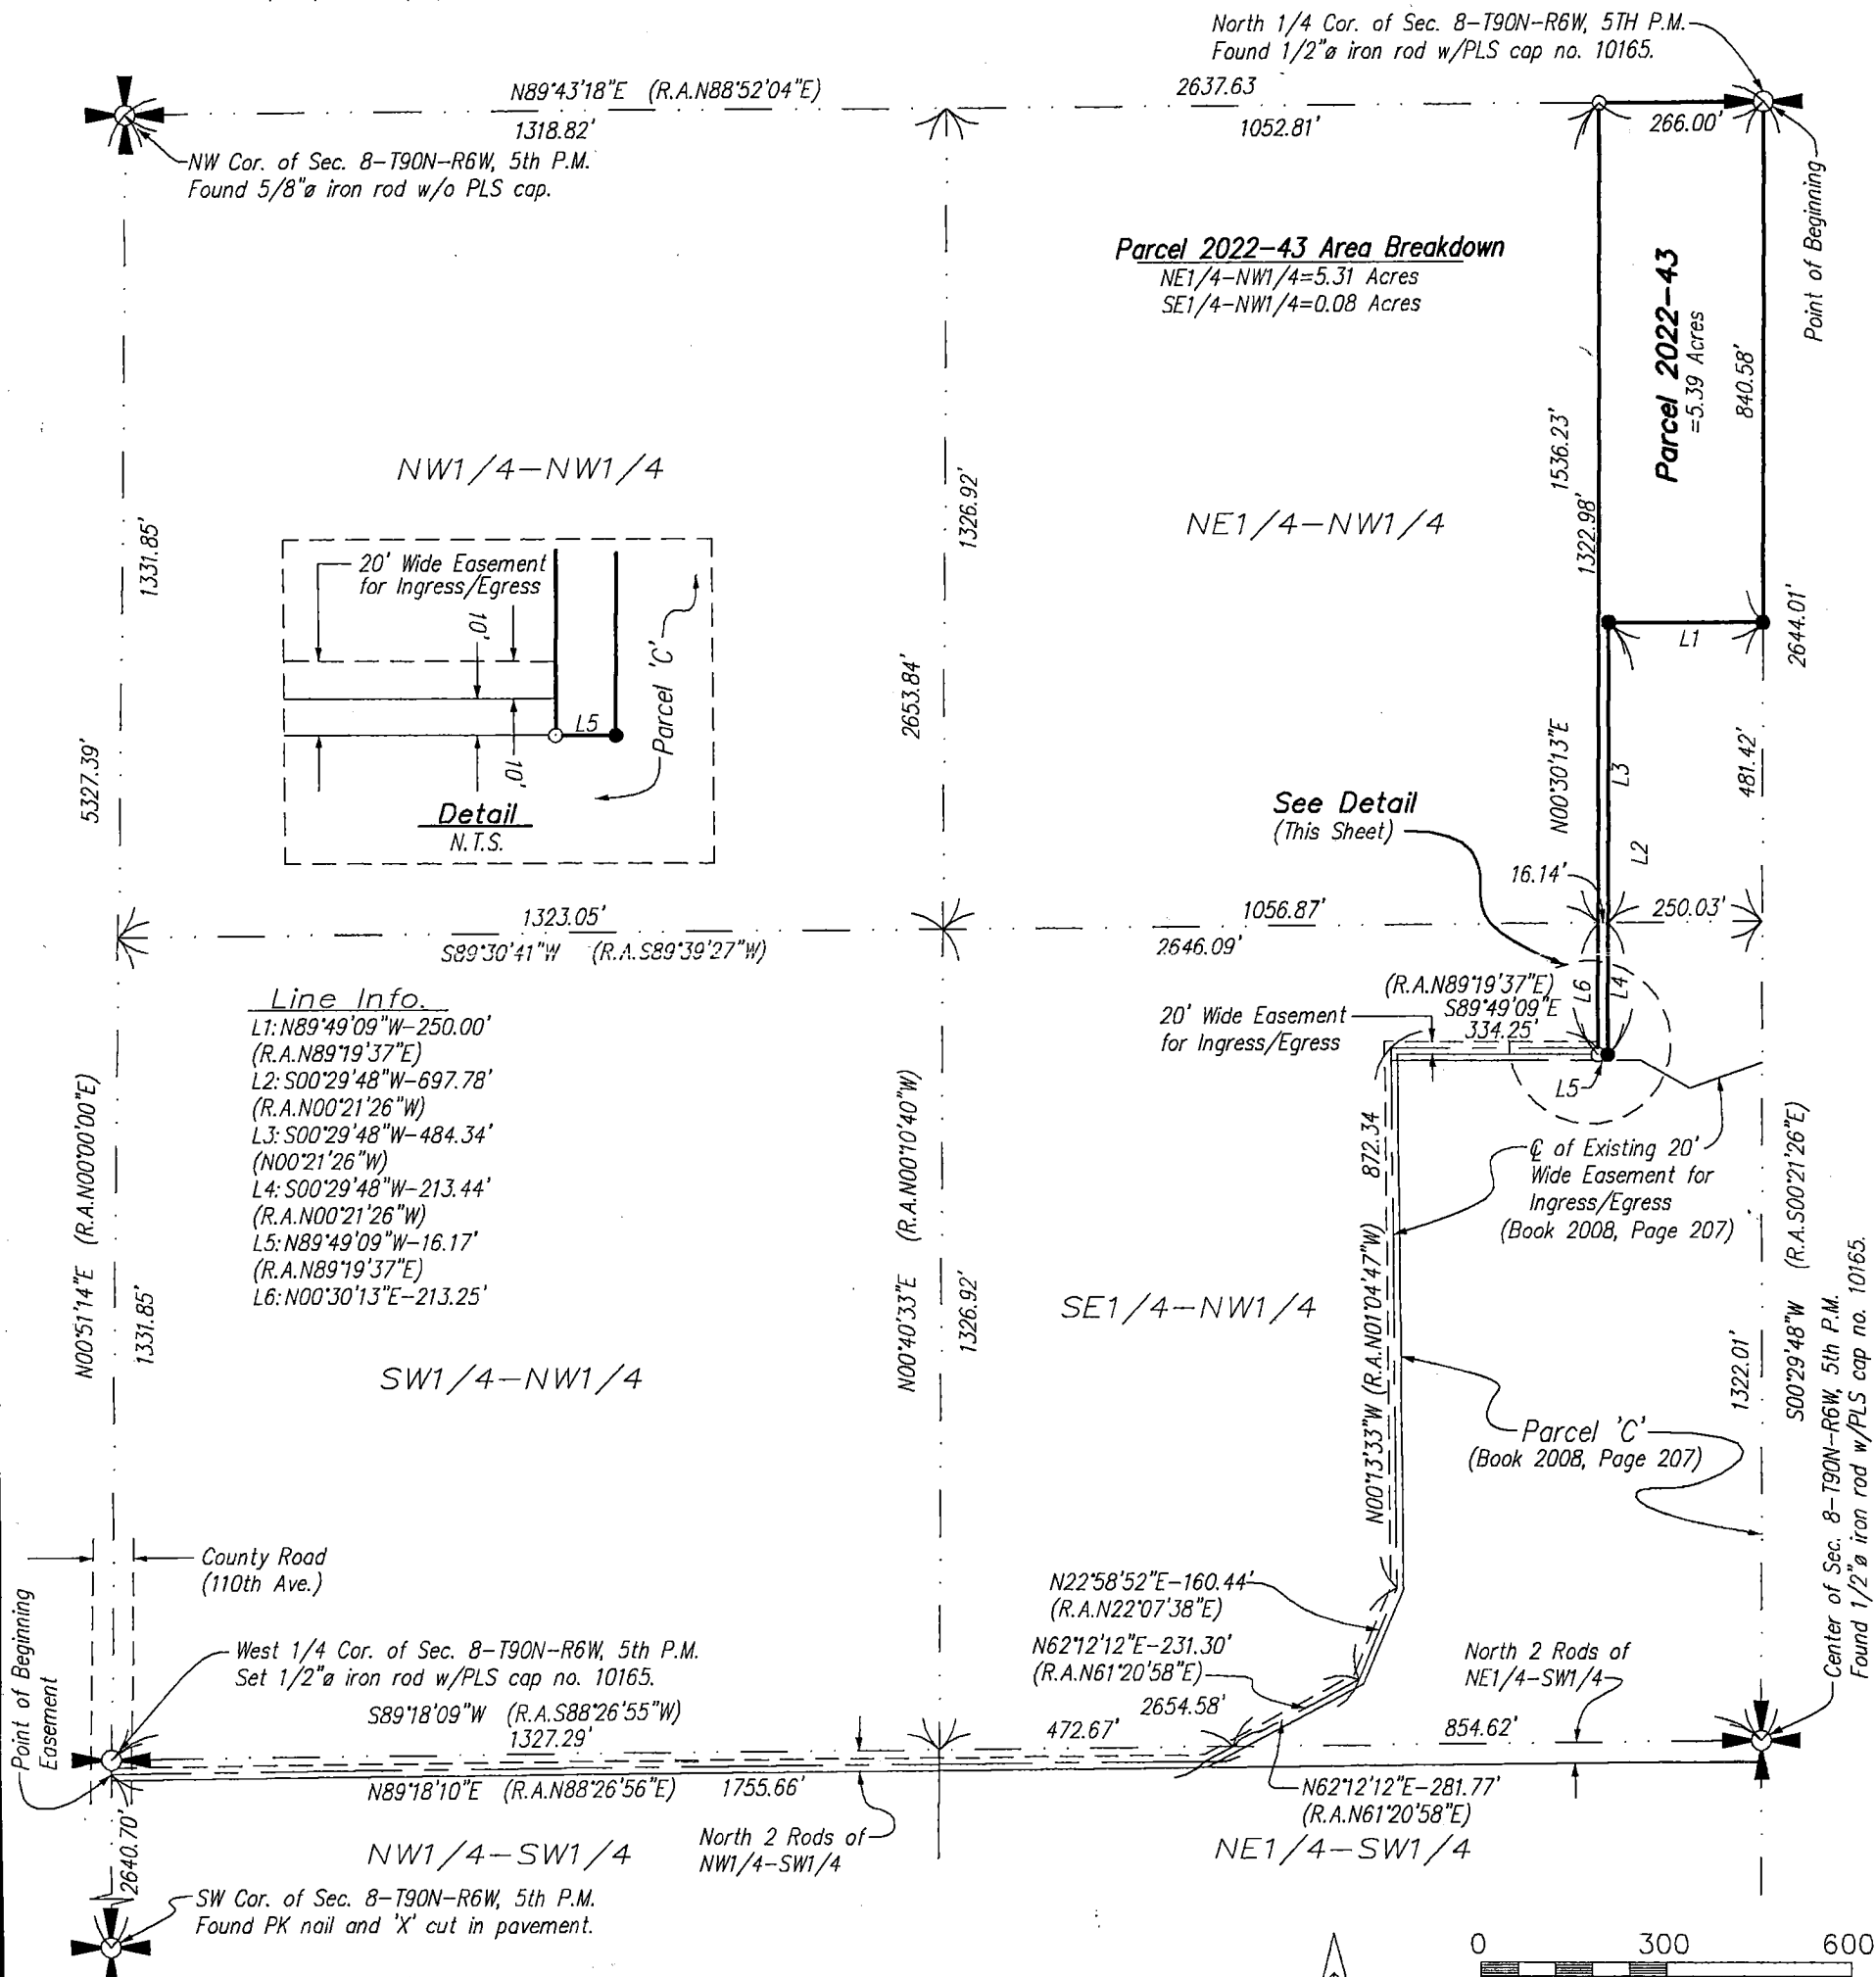 North 1/4 Cor. of Sec. 8-T90N-R6W, 5TH P.M.
Found 1/2"ø iron rod w/PLS cap no. 10165.
N89°43'18"E (R.A.N88°52'04"E)
1318.82'
2637.63
1052.81'
266.00'
NW Cor. of Sec. 8-T90N-R6W, 5th P.M.
Found 5/8"ø iron rod w/o PLS cap.
Point of Beginning
Parcel 2022-43 Area Breakdown
NE1/4-NW1/4=5.31 Acres
SE1/4-NW1/4=0.08 Acres
Parcel 2022-43
=5.39 Acres
840.58'
1536.23'
1322.98'
NW1/4-NW1/4
NE1/4-NW1/4
1331.85'
1326.92'
20' Wide Easement
for Ingress/Egress
10'
10'
L5
Parcel 'C'
Detail
N.T.S.
5327.39'
2653.84'
L1
2644.01'
N00°30'13"E
L3
481.42'
L2
See Detail
(This Sheet)
16.14'
250.03'
1323.05'
S89°30'41"W (R.A.S89°39'27"W)
1056.87'
2646.09'
Line Info.
L1: N89°49'09"W-250.00'
(R.A.N89°19'37"E)
L2: S00°29'48"W-697.78'
(R.A.N00°21'26"W)
L3: S00°29'48"W-484.34'
(N00°21'26"W)
L4: S00°29'48"W-213.44'
(R.A.N00°21'26"W)
L5: N89°49'09"W-16.17'
(R.A.N89°19'37"E)
L6: N00°30'13"E-213.25'
(R.A.N89°19'37"E)
S89°49'09"E
334.25'
L6
L4
20' Wide Easement
for Ingress/Egress
L5
N00°51'14"E (R.A.N00°00'00"E)
1331.85'
N00°40'33"E (R.A.N00°10'40"W)
1326.92'
872.34
N00°13'33"W (R.A.N01°04'47"W)
℄ of Existing 20'
Wide Easement for
Ingress/Egress
(Book 2008, Page 207)
S00°29'48"W (R.A.S00°21'26"E)
1322.01'
SE1/4-NW1/4
SW1/4-NW1/4
Parcel 'C'
(Book 2008, Page 207)
Center of Sec. 8-T90N-R6W, 5th P.M.
Found 1/2"ø iron rod w/PLS cap no. 10165.
County Road
(110th Ave.)
Point of Beginning
Easement
West 1/4 Cor. of Sec. 8-T90N-R6W, 5th P.M.
Set 1/2"ø iron rod w/PLS cap no. 10165.
S89°18'09"W (R.A.S88°26'55"W)
1327.29'
N22°58'52"E-160.44'
(R.A.N22°07'38"E)
N62°12'12"E-231.30'
(R.A.N61°20'58"E)
2654.58'
472.67'
North 2 Rods of
NE1/4-SW1/4
854.62'
N89°18'10"E (R.A.N88°26'56"E)
1755.66'
N62°12'12"E-281.77'
(R.A.N61°20'58"E)
2640.70'
NW1/4-SW1/4
North 2 Rods of
NW1/4-SW1/4
NE1/4-SW1/4
SW Cor. of Sec. 8-T90N-R6W, 5th P.M.
Found PK nail and 'X' cut in pavement.
0 300 600